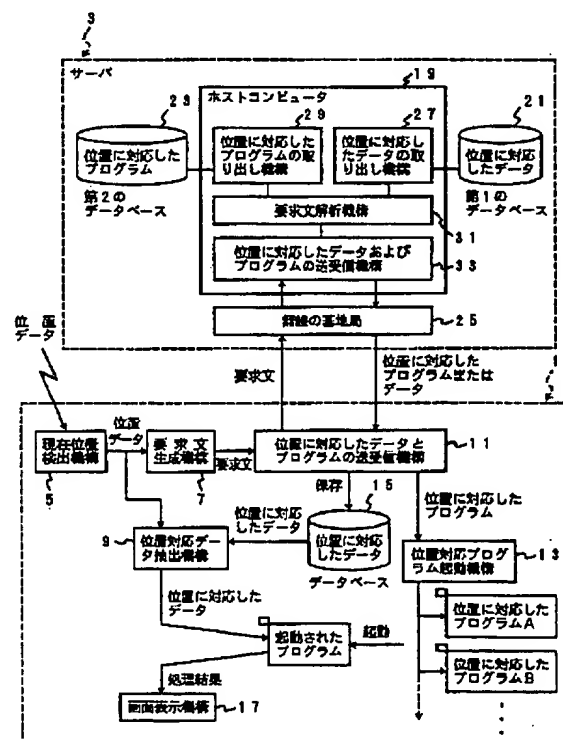 3
サーバ
19
ホストコンピュータ
23
位置に対応した
プログラム
第2の
データベース
29
位置に対応した
プログラムの取
り出し機構
27
位置に対応し
たデータの取
り出し機構
21
位置に対応し
たデータ
第1の
データベース
要求文解析機構
31
位置に対応したデータおよび
プログラムの送受信機構
33
無線の基地局
25
位置
データ
要求文
位置に対応した
プログラムまたは
データ
1
現在位置
検出機構
5
位置
データ
要求文
生成機構
7
要求文
位置に対応したデータと
プログラムの送受信機構
11
保存
15
位置に対応
したデータ
データベース
位置に対応した
プログラム
位置に対応
したデータ
9
位置対応デー
タ抽出機構
位置対応プログ
ラム起動機構
13
位置に対応した
データ
起動された
プログラム
起動
位置に対応した
プログラムA
位置に対応した
プログラムB
処理結果
画面表示機構
17